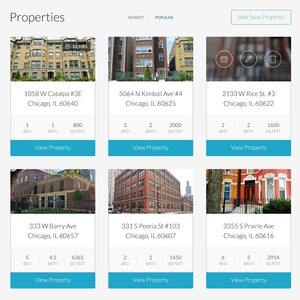 Properties
NEWEST / POPULAR
Add New Property
12 HRS
1058 W Catalpa #3E
Chicago, IL 60640
1 1 800
BED BATH SQ FEET
View Property
5064 N Kimball Ave #4
Chicago, IL 60625
3 2 2000
BED BATH SQ FEET
View Property
2133 W Rice St. #3
Chicago, IL 60622
2 2 1600
BED BATH SQ FEET
View Property
333 W Barry Ave
Chicago, IL 60657
5 4.5 6365
BED BATH SQ FEET
View Property
331 S Peoria St #103
Chicago, IL 60607
2 2 1450
BED BATH SQ FEET
View Property
3355 S Prairie Ave
Chicago, IL 60616
6 3 2914
BED BATH SQ FEET
View Property